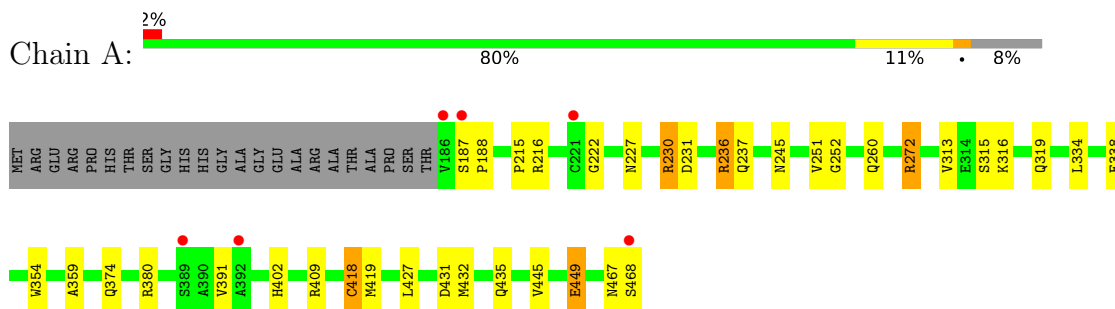 2%
Chain A:
80% 11% • 8%
MET ARG GLU ARG PRO HIS THR SER GLY HIS HIS GLY ALA GLY GLU ALA ARG ALA THR ALA PRO SER THR V186 S187 P188 P215 R216 C221 G222 N227 R230 D231 R236 Q237 N245 V251 G252 Q260 R272 V313 E314 S315 K316 Q319 L334
W354 A359 Q374 R380 S389 A390 V391 A392 H402 R409 C418 M419 L427 D431 M432 Q435 V445 E449 N467 S468